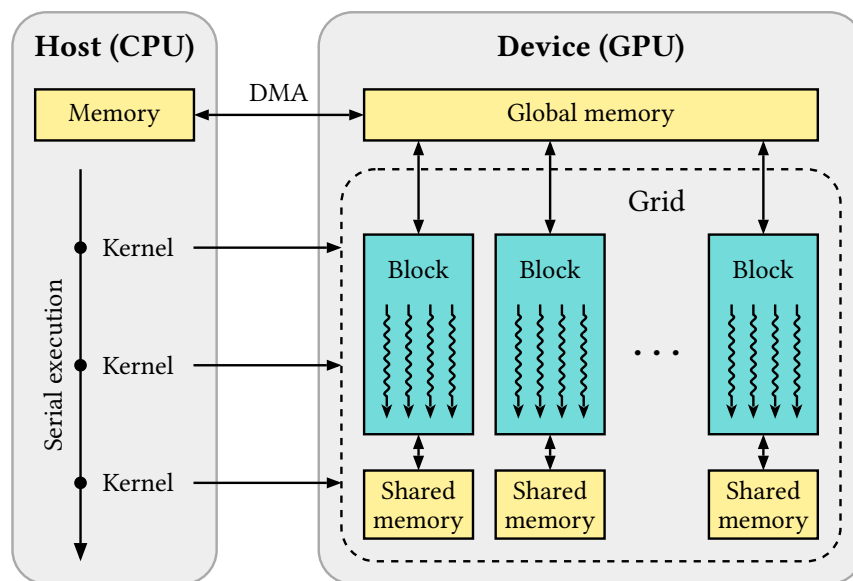 Host (CPU)
Device (GPU)
Memory
DMA
Global memory
Grid
Serial execution
Kernel
Kernel
Kernel
Block
Block
Block
. . .
Shared
memory
Shared
memory
Shared
memory